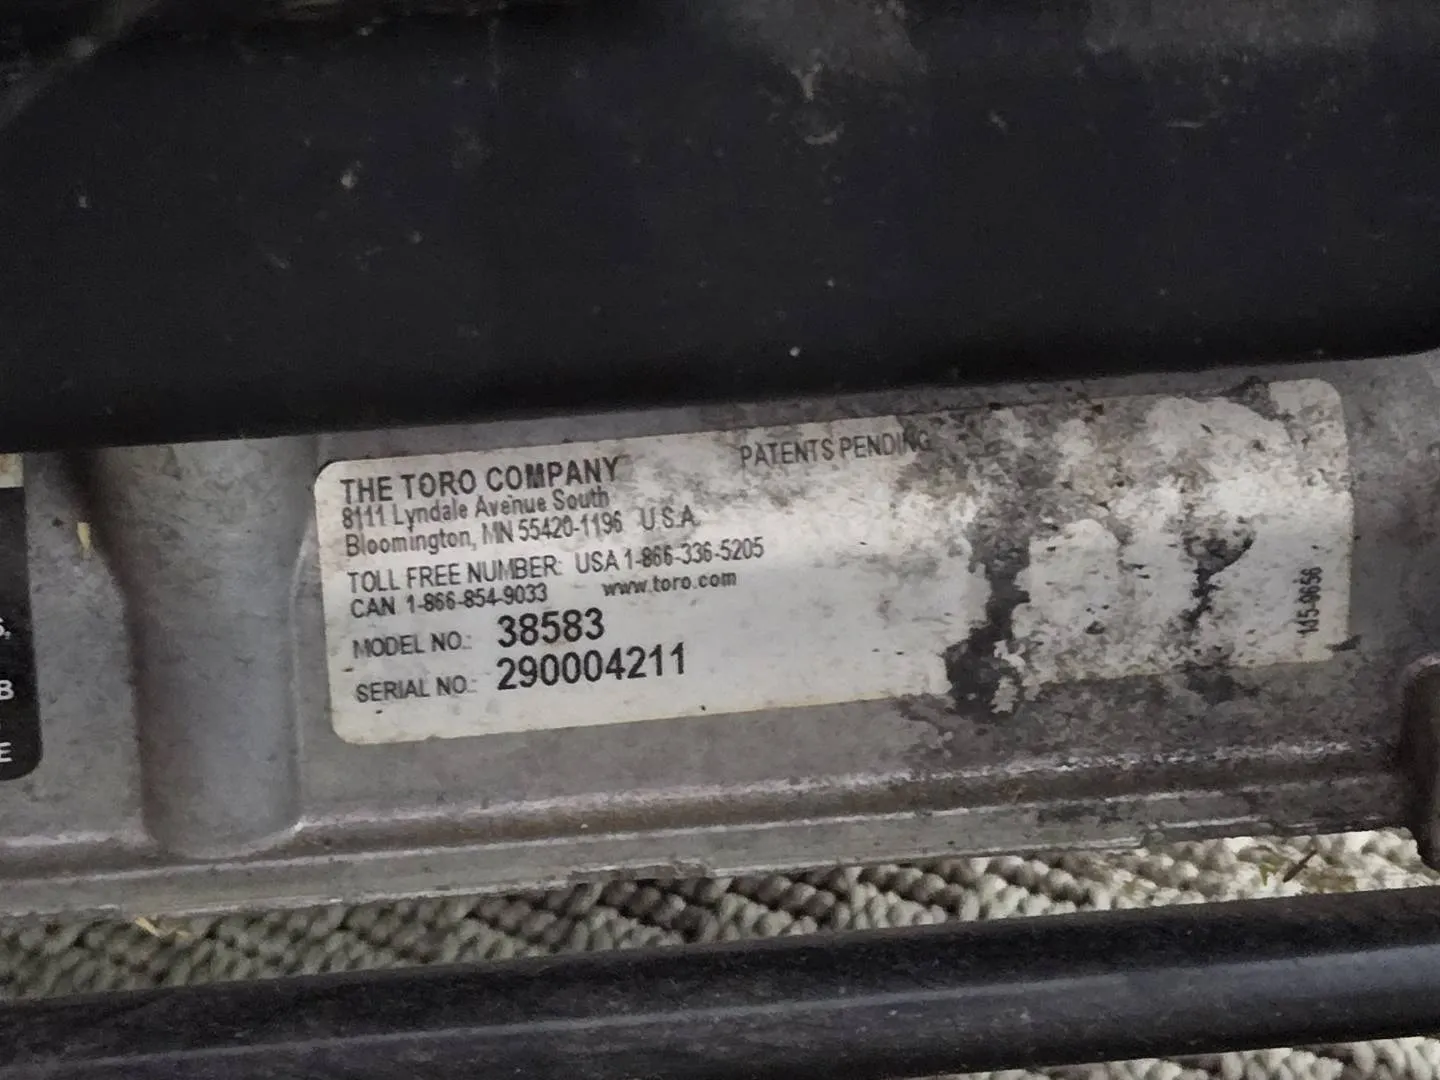 THE TORO COMPANY
PATENTS PENDING
8111 Lyndale Avenue South
Bloomington, MN 55420-1196 U.S.A.
TOLL FREE NUMBER: USA 1-866-336-5205
CAN 1-866-854-9033 www.toro.com
MODEL NO.: 38583
SERIAL NO.: 290004211
B
E